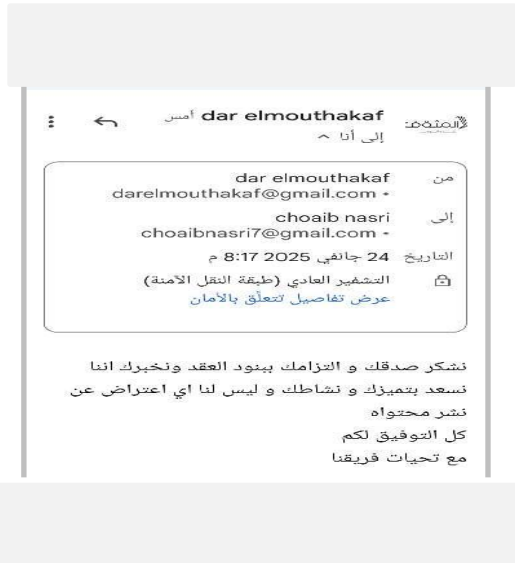 dar elmouthakaf أمس
إلى أنا
المثقف
من dar elmouthakaf
darelmouthakaf@gmail.com •
إلى choaib nasri
choaibnasri7@gmail.com •
التاريخ 24 جانفي 2025 8:17 م
التشفير العادي (طبقة النقل الآمنة)
عرض تفاصيل تتعلّق بالأمان
نشكر صدقك و التزامك ببنود العقد ونخبرك اننا
نسعد بتميزك و نشاطك و ليس لنا اي اعتراض عن
نشر محتواه
كل التوفيق لكم
مع تحيات فريقنا